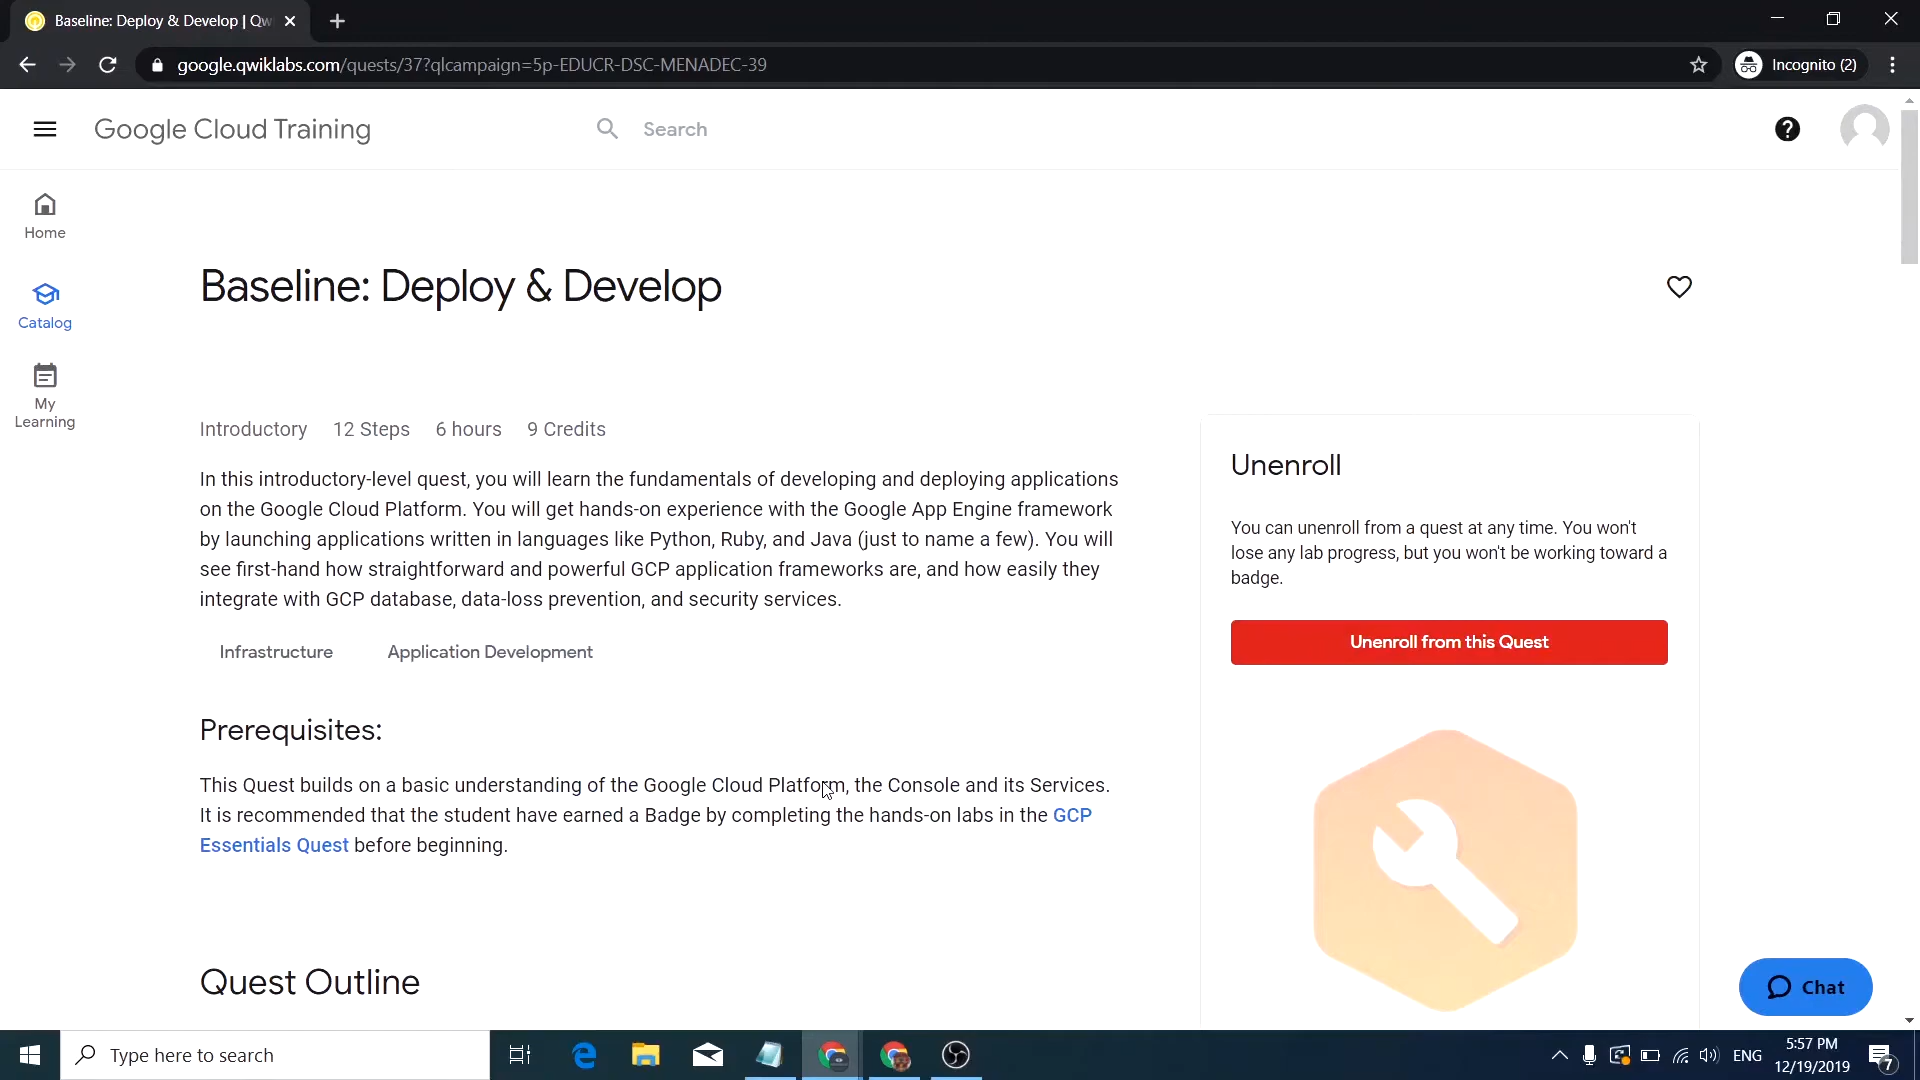 Baseline: Deploy & Develop | Qw
google.qwiklabs.com/quests/37?qlcampaign=5p-EDUCR-DSC-MENADEC-39
Incognito (2)
Google Cloud Training
Search
Home
Catalog
My
Learning
Baseline: Deploy & Develop
Introductory 12 Steps 6 hours 9 Credits
In this introductory-level quest, you will learn the fundamentals of developing and deploying applications
on the Google Cloud Platform. You will get hands-on experience with the Google App Engine framework
by launching applications written in languages like Python, Ruby, and Java (just to name a few). You will
see first-hand how straightforward and powerful GCP application frameworks are, and how easily they
integrate with GCP database, data-loss prevention, and security services.
Infrastructure Application Development
Prerequisites:
This Quest builds on a basic understanding of the Google Cloud Platform, the Console and its Services.
It is recommended that the student have earned a Badge by completing the hands-on labs in the GCP
Essentials Quest before beginning.
Quest Outline
Unenroll
You can unenroll from a quest at any time. You won't
lose any lab progress, but you won't be working toward a
badge.
Unenroll from this Quest
Chat
Type here to search
ENG
5:57 PM
12/19/2019
7